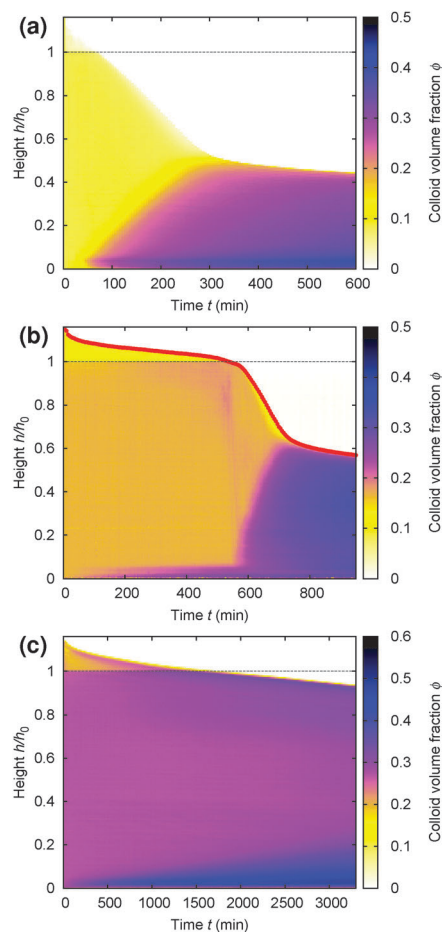 (a)
Height h/h0
1
0.8
0.6
0.4
0.2
0
0 100 200 300 400 500 600
Time t (min)
0.5
0.4
0.3
0.2
0.1
0
Colloid volume fraction ϕ
(b)
Height h/h0
1
0.8
0.6
0.4
0.2
0
0 200 400 600 800
Time t (min)
0.5
0.4
0.3
0.2
0.1
0
Colloid volume fraction ϕ
(c)
Height h/h0
1
0.8
0.6
0.4
0.2
0
0 500 1000 1500 2000 2500 3000
Time t (min)
0.6
0.5
0.4
0.3
0.2
0.1
0
Colloid volume fraction ϕ